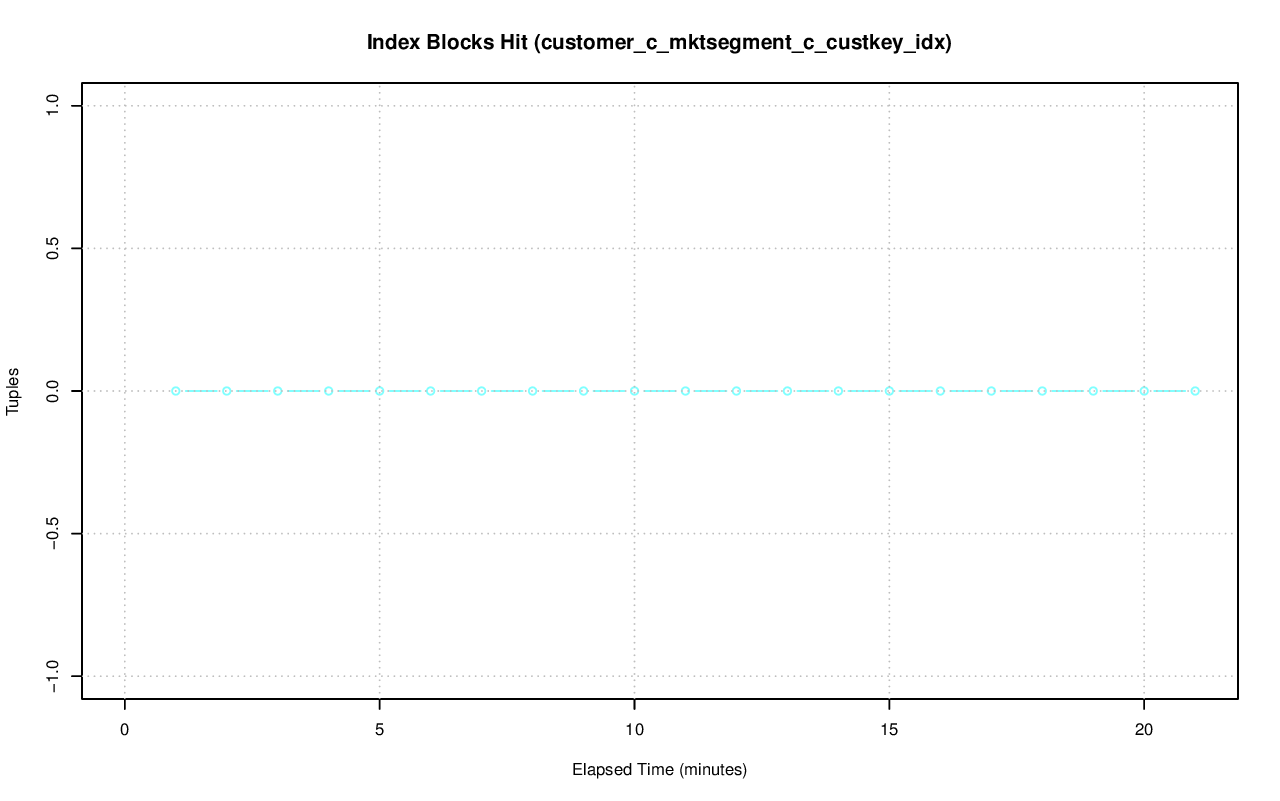 Index Blocks Hit (customer_c_mktsegment_c_custkey_idx)
Tuples
1.0
0.5
0.0
−0.5
−1.0
0 5 10 15 20
Elapsed Time (minutes)